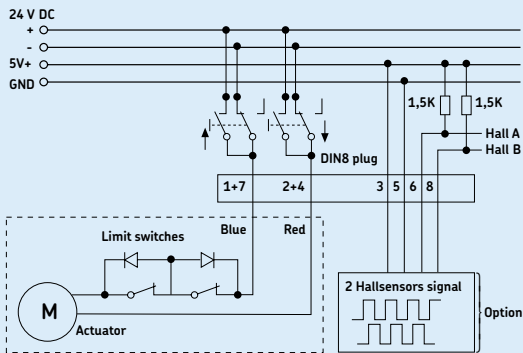 24 V DC
+
-
5V+
GND
1,5K
1,5K
Hall A
Hall B
DIN8 plug
1+7
2+4
3
5
6
8
Blue
Red
Limit switches
M
Actuator
2 Hallsensors signal
Option